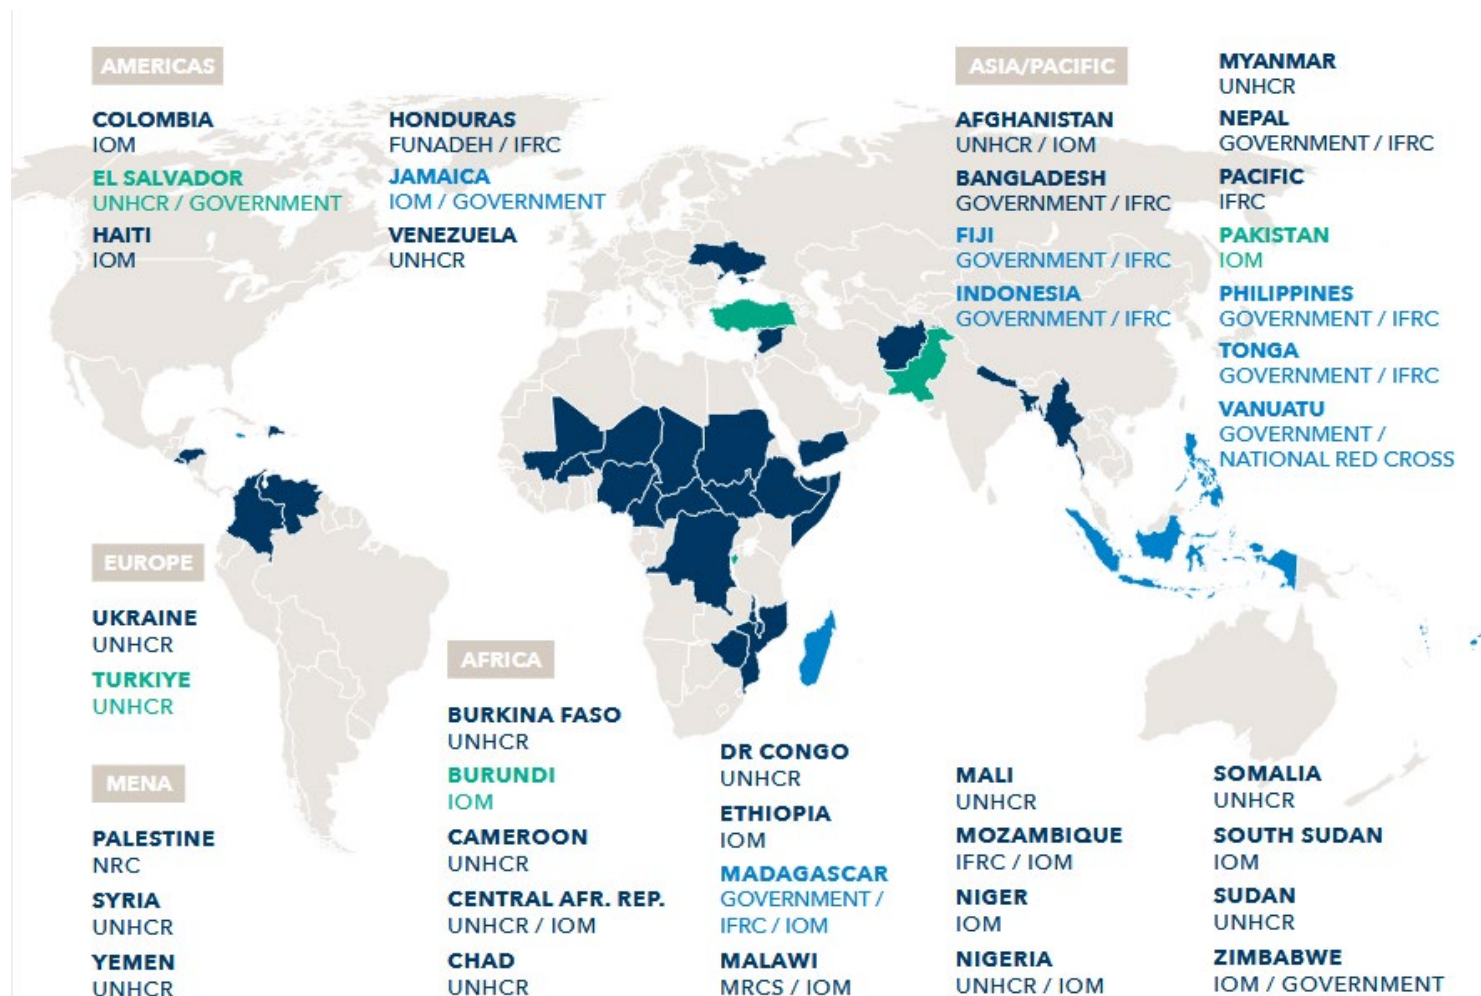 AMERICAS
COLOMBIA
IOM
EL SALVADOR
UNHCR / GOVERNMENT
HAITI
IOM
HONDURAS
FUNADEH / IFRC
JAMAICA
IOM / GOVERNMENT
VENEZUELA
UNHCR
ASIA/PACIFIC
AFGHANISTAN
UNHCR / IOM
BANGLADESH
GOVERNMENT / IFRC
FIJI
GOVERNMENT / IFRC
INDONESIA
GOVERNMENT / IFRC
MYANMAR
UNHCR
NEPAL
GOVERNMENT / IFRC
PACIFIC
IFRC
PAKISTAN
IOM
PHILIPPINES
GOVERNMENT / IFRC
TONGA
GOVERNMENT / IFRC
VANUATU
GOVERNMENT /
NATIONAL RED CROSS
EUROPE
UKRAINE
UNHCR
TURKIYE
UNHCR
MENA
PALESTINE
NRC
SYRIA
UNHCR
YEMEN
UNHCR
AFRICA
BURKINA FASO
UNHCR
BURUNDI
IOM
CAMEROON
UNHCR
CENTRAL AFR. REP.
UNHCR / IOM
CHAD
UNHCR
DR CONGO
UNHCR
ETHIOPIA
IOM
MADAGASCAR
GOVERNMENT /
IFRC / IOM
MALAWI
MRCS / IOM
MALI
UNHCR
MOZAMBIQUE
IFRC / IOM
NIGER
IOM
NIGERIA
UNHCR / IOM
SOMALIA
UNHCR
SOUTH SUDAN
IOM
SUDAN
UNHCR
ZIMBABWE
IOM / GOVERNMENT